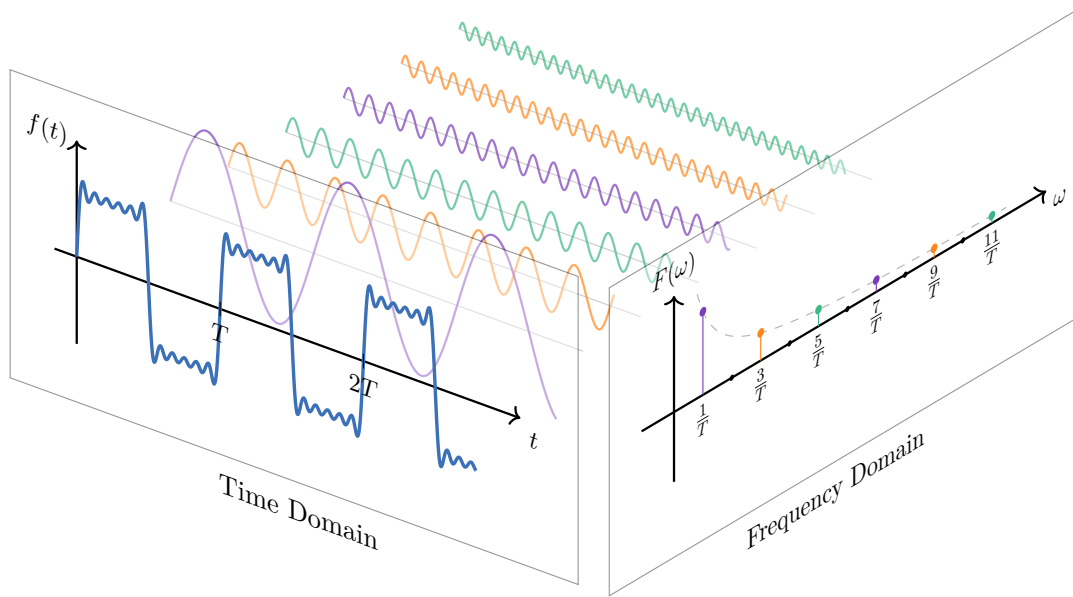 f(t)
T
2T
t
Time Domain
F(ω)
1/T
3/T
5/T
7/T
9/T
11/T
ω
Frequency Domain